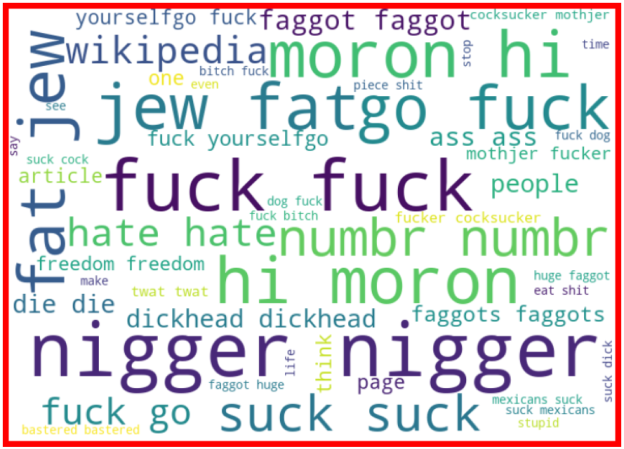 yourselfgo fuck faggot faggot cocksucker mothjer
wikipedia moron hi stop time
one bitch fuck even piece shit
see jew fatgo fuck
fat jew
say fuck yourselfgo ass ass fuck dog
suck cock mothjer fucker
article fuck fuck people
dog fuck
fuck bitch fucker cocksucker
hate hate numbr numbr
freedom freedom hi moron huge faggot
make twat twat eat shit
die die dickhead dickhead faggots faggots
nigger nigger
life think suck dick
faggot huge page
fuck go suck suck mexicans suck
suck mexicans
bastered bastered stupid